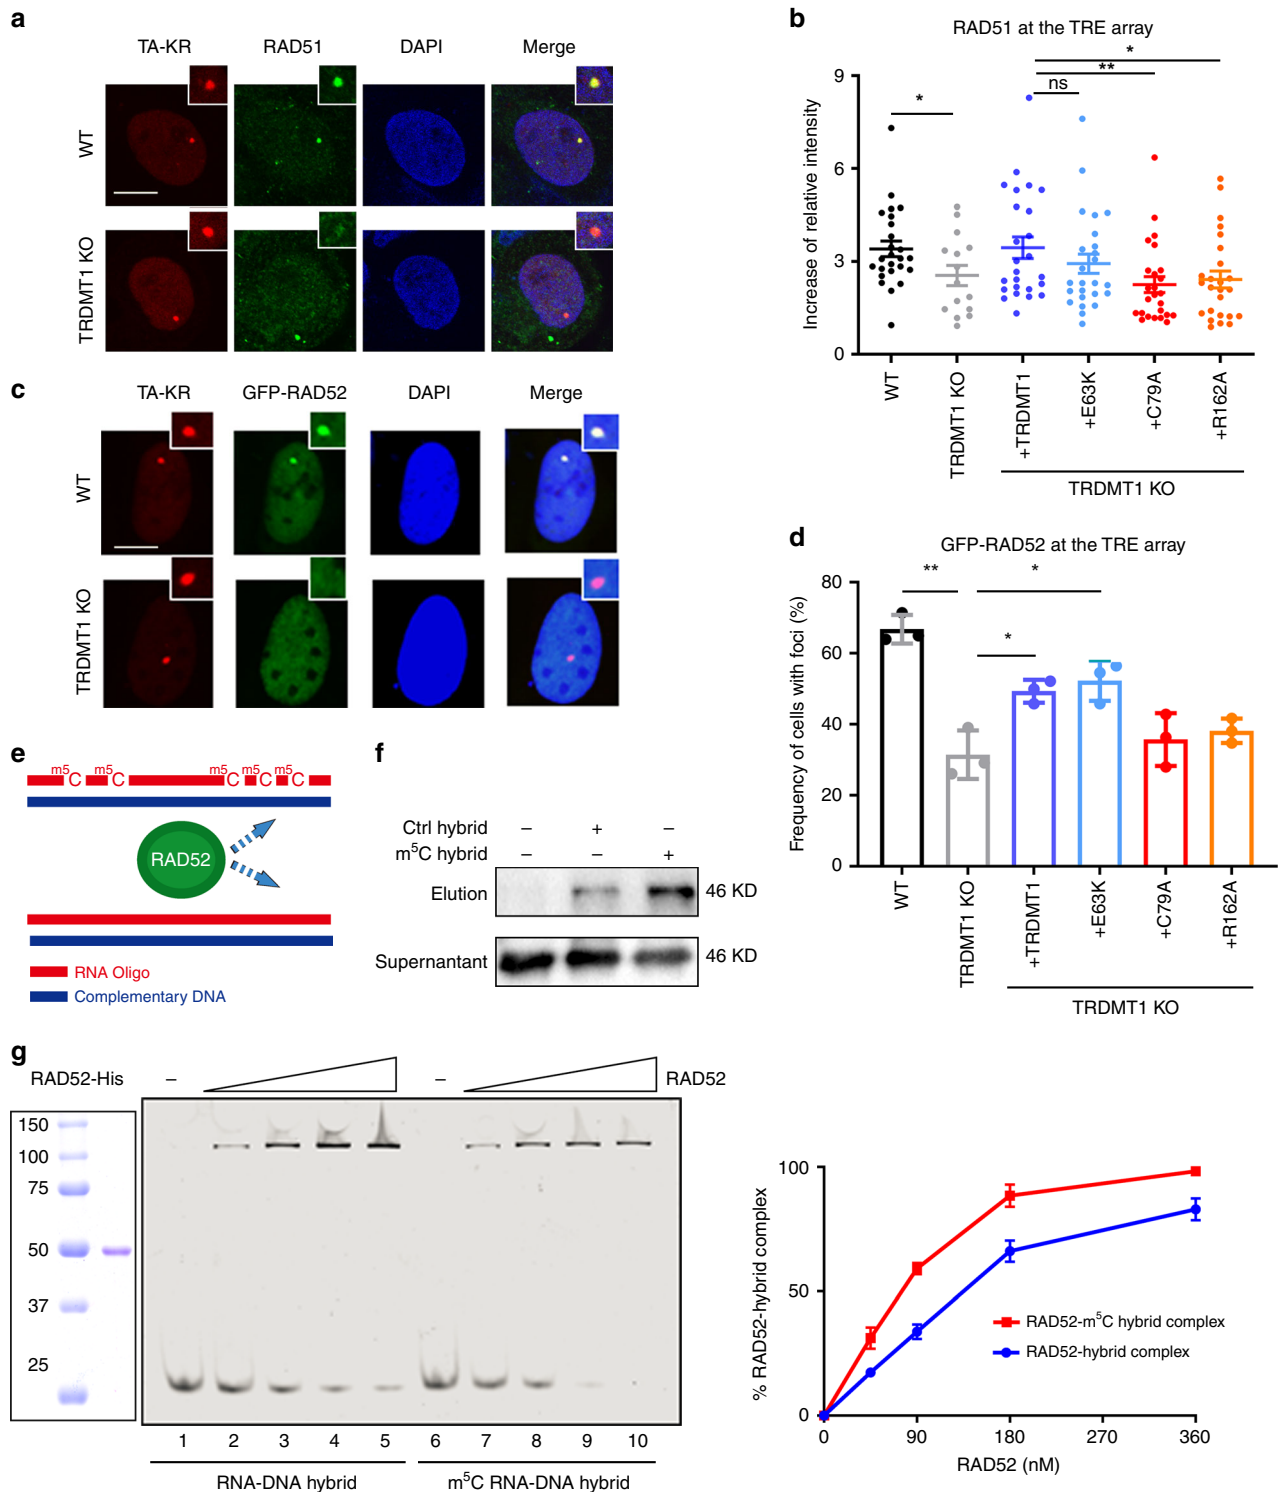 a
TA-KR RAD51 DAPI Merge
WT
TRDMT1 KO
b
RAD51 at the TRE array
Increase of relative intensity
9
6
3
0
* ns ** *
WT
TRDMT1 KO
+TRDMT1
+E63K
+C79A
+R162A
TRDMT1 KO
c
TA-KR GFP-RAD52 DAPI Merge
WT
TRDMT1 KO
d
GFP-RAD52 at the TRE array
Frequency of cells with foci (%)
80
60
40
20
0
** * *
WT
TRDMT1 KO
+TRDMT1
+E63K
+C79A
+R162A
TRDMT1 KO
e
m5C m5C m5C m5C m5C
RAD52
RNA Oligo
Complementary DNA
f
Ctrl hybrid – + –
m5C hybrid – – +
Elution 46 KD
Supernantant 46 KD
g
RAD52-His – – RAD52
150
100
75
50
37
25
1 2 3 4 5 6 7 8 9 10
RNA-DNA hybrid m5C RNA-DNA hybrid
% RAD52-hybrid complex
100
50
0
RAD52-m5C hybrid complex
RAD52-hybrid complex
0 90 180 270 360
RAD52 (nM)